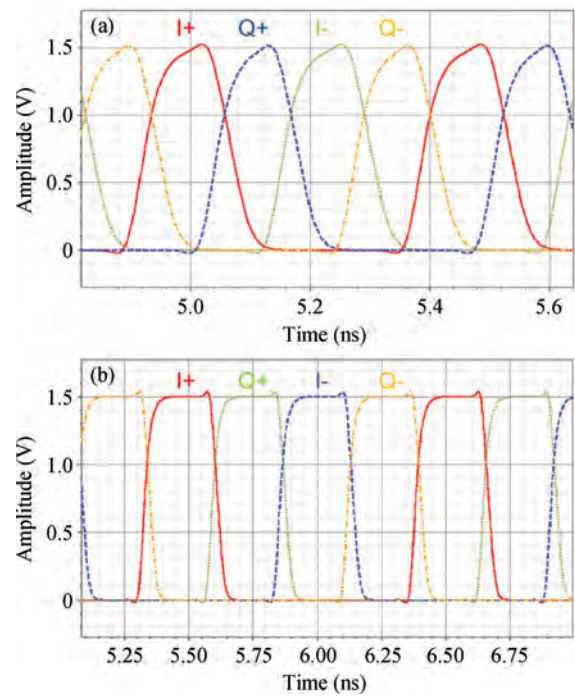 (a) I+ Q+ I- Q-
1.5
1.0
0.5
0
Amplitude (V)
5.0 5.2 5.4 5.6
Time (ns)
(b) I+ Q+ I- Q-
1.5
1.0
0.5
0
Amplitude (V)
5.25 5.50 5.75 6.00 6.25 6.50 6.75
Time (ns)